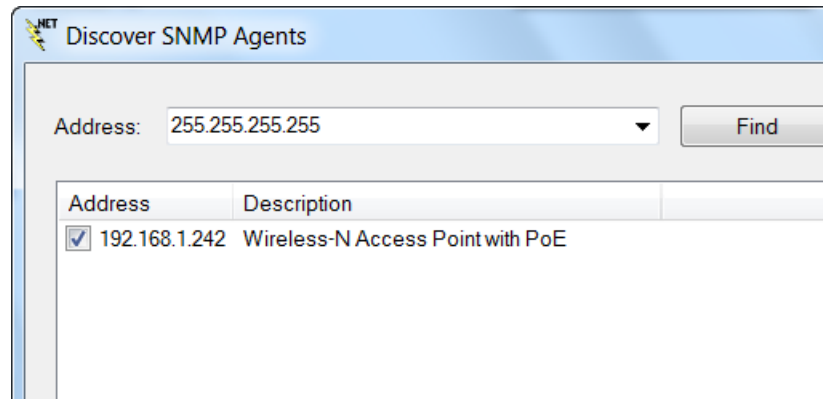 NET
Discover SNMP Agents
Address: 255.255.255.255 Find
Address Description
192.168.1.242 Wireless-N Access Point with PoE